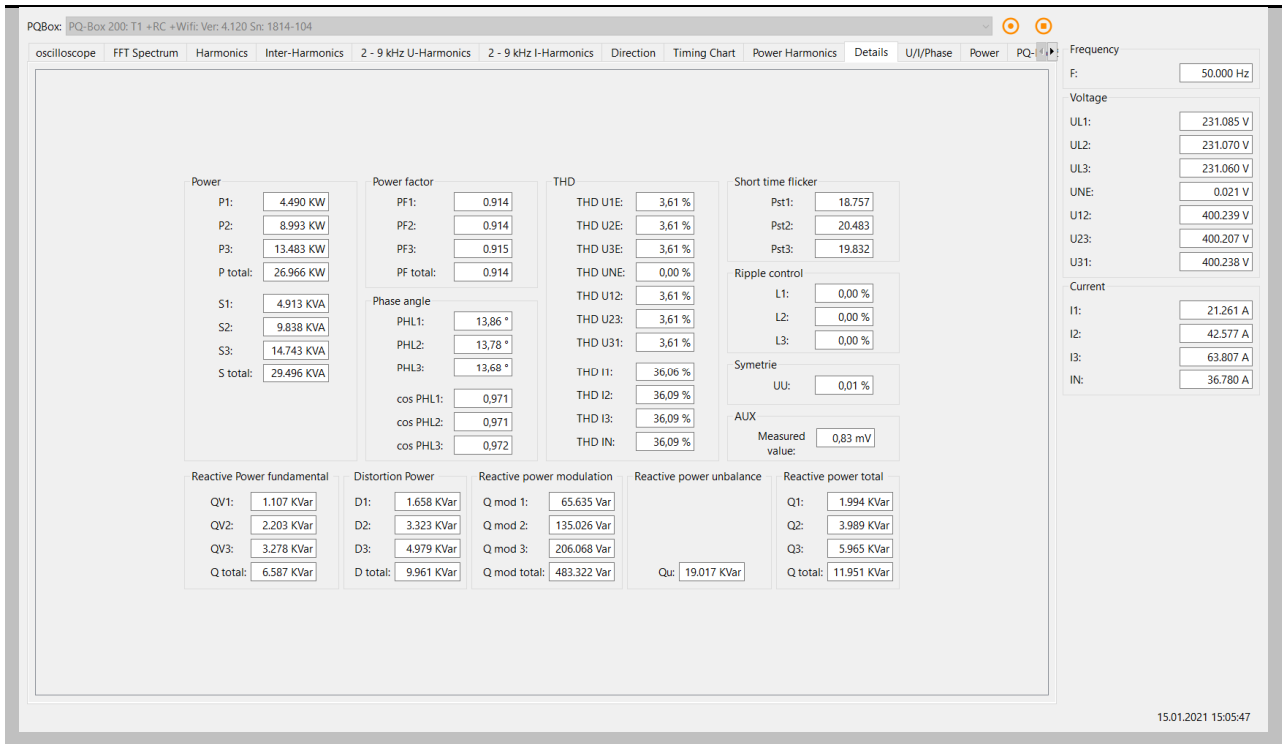 PQBox: PQ-Box 200: T1 +RC +Wifi: Ver: 4.120 Sn: 1814-104
oscilloscope FFT Spectrum Harmonics Inter-Harmonics 2 - 9 kHz U-Harmonics 2 - 9 kHz I-Harmonics Direction Timing Chart Power Harmonics Details U/I/Phase Power PQ-
Frequency
F: 50.000 Hz
Voltage
UL1: 231.085 V
UL2: 231.070 V
UL3: 231.060 V
UNE: 0.021 V
U12: 400.239 V
U23: 400.207 V
U31: 400.238 V
Current
I1: 21.261 A
I2: 42.577 A
I3: 63.807 A
IN: 36.780 A
Power
P1: 4.490 KW
P2: 8.993 KW
P3: 13.483 KW
P total: 26.966 KW
S1: 4.913 KVA
S2: 9.838 KVA
S3: 14.743 KVA
S total: 29.496 KVA
Power factor
PF1: 0.914
PF2: 0.914
PF3: 0.915
PF total: 0.914
Phase angle
PHL1: 13,86 °
PHL2: 13,78 °
PHL3: 13,68 °
cos PHL1: 0,971
cos PHL2: 0,971
cos PHL3: 0,972
THD
THD U1E: 3,61 %
THD U2E: 3,61 %
THD U3E: 3,61 %
THD UNE: 0,00 %
THD U12: 3,61 %
THD U23: 3,61 %
THD U31: 3,61 %
THD I1: 36,06 %
THD I2: 36,09 %
THD I3: 36,09 %
THD IN: 36,09 %
Short time flicker
Pst1: 18.757
Pst2: 20.483
Pst3: 19.832
Ripple control
L1: 0,00 %
L2: 0,00 %
L3: 0,00 %
Symetrie
UU: 0,01 %
AUX
Measured
value: 0,83 mV
Reactive Power fundamental
QV1: 1.107 KVar
QV2: 2.203 KVar
QV3: 3.278 KVar
Q total: 6.587 KVar
Distortion Power
D1: 1.658 KVar
D2: 3.323 KVar
D3: 4.979 KVar
D total: 9.961 KVar
Reactive power modulation
Q mod 1: 65.635 Var
Q mod 2: 135.026 Var
Q mod 3: 206.068 Var
Q mod total: 483.322 Var
Reactive power unbalance
Qu: 19.017 KVar
Reactive power total
Q1: 1.994 KVar
Q2: 3.989 KVar
Q3: 5.965 KVar
Q total: 11.951 KVar
15.01.2021 15:05:47